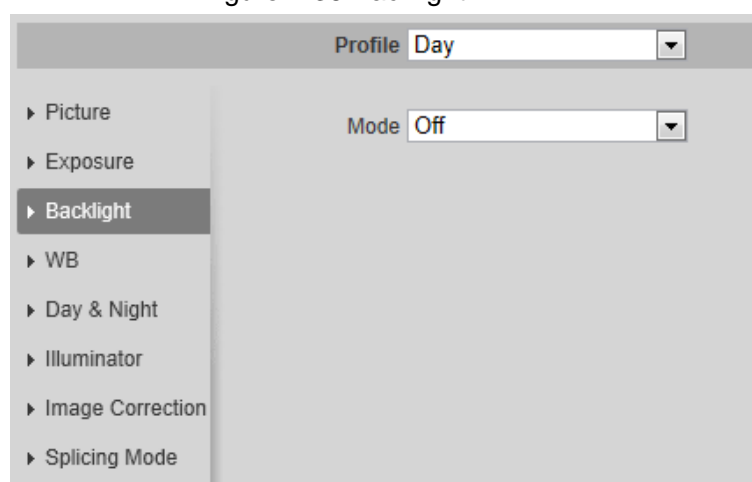 Profile Day
Picture
Mode Off
Exposure
Backlight
WB
Day & Night
Illuminator
Image Correction
Splicing Mode